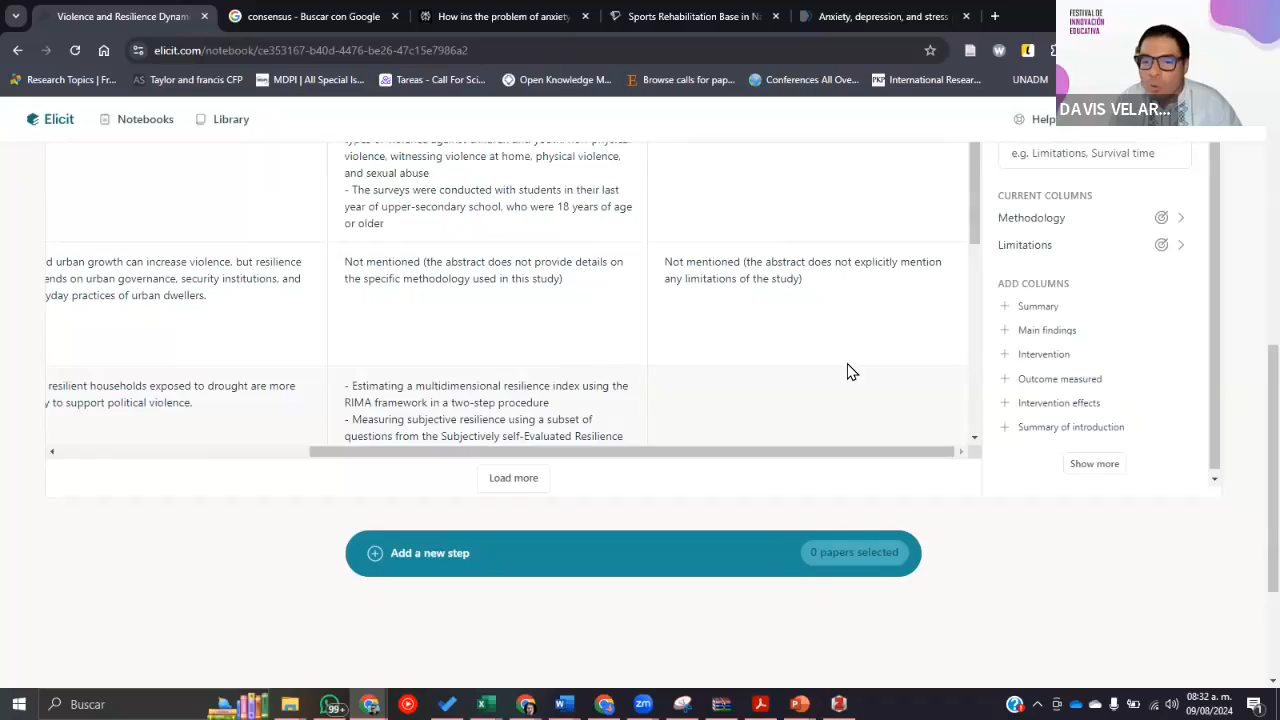 Violence and Resilience Dynam
consensus - Buscar con Goo
How is the problem of violence
Brain Rehabilitation Bars in Na
Anxiety, depression, and stress
elicit.com/notebook/ce353167-b40d-4476-bca6-47c15e7986a2
Research Topics | Fr...
AS Taylor and francis CFP
MDPI | All Special Is...
Tareas - Carlos Saci...
Open Knowledge M...
Browse calls for pap...
Conferences All Ove...
International Resear...
UNADM
FESTIVAL DE
INNOVACIÓN
EDUCATIVA
DAVIS VELAR...
Elicit
Notebooks
Library
Help
violence, witnessing violence at home, physical violence,
and sexual abuse
- The surveys were conducted with students in their last
year of upper-secondary school, who were 18 years of age
or older
d urban growth can increase violence, but resilience
ends on urban governance, security institutions, and
yday practices of urban dwellers.
Not mentioned (the abstract does not provide details on
the specific methodology used in this study)
Not mentioned (the abstract does not explicitly mention
any limitations of the study)
resilient households exposed to drought are more
y to support political violence.
- Estimating a multidimensional resilience index using the
RIMA framework in a two-step procedure
- Measuring subjective resilience using a subset of
questions from the Subjectively self-Evaluated Resilience
Load more
e.g. Limitations, Survival time
CURRENT COLUMNS
Methodology
Limitations
ADD COLUMNS
Summary
Main findings
Intervention
Outcome measured
Intervention effects
Summary of introduction
Show more
Add a new step
0 papers selected
Buscar
99+
08:32 a. m.
09/08/2024